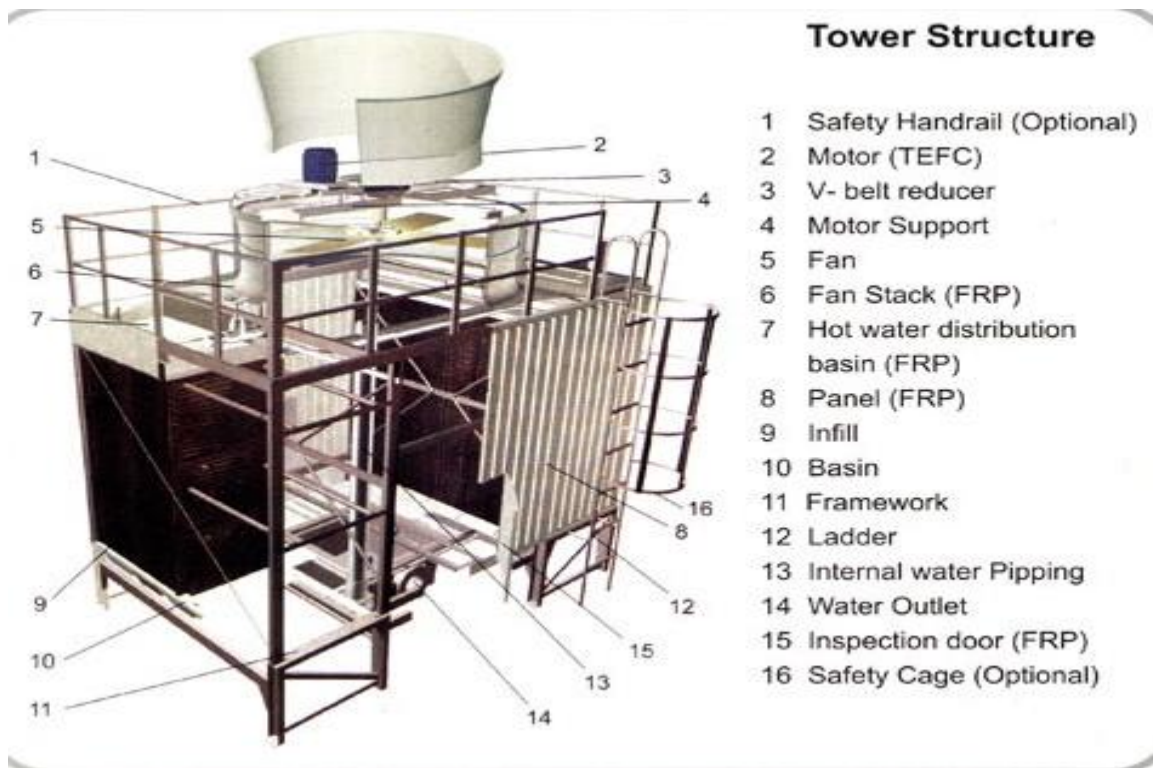 Tower Structure
1 Safety Handrail (Optional)
2 Motor (TEFC)
3 V- belt reducer
4 Motor Support
5 Fan
6 Fan Stack (FRP)
7 Hot water distribution
basin (FRP)
8 Panel (FRP)
9 Infill
10 Basin
11 Framework
12 Ladder
13 Internal water Pipping
14 Water Outlet
15 Inspection door (FRP)
16 Safety Cage (Optional)
1
2
3
4
5
6
7
16
8
9
12
10
15
13
11
14